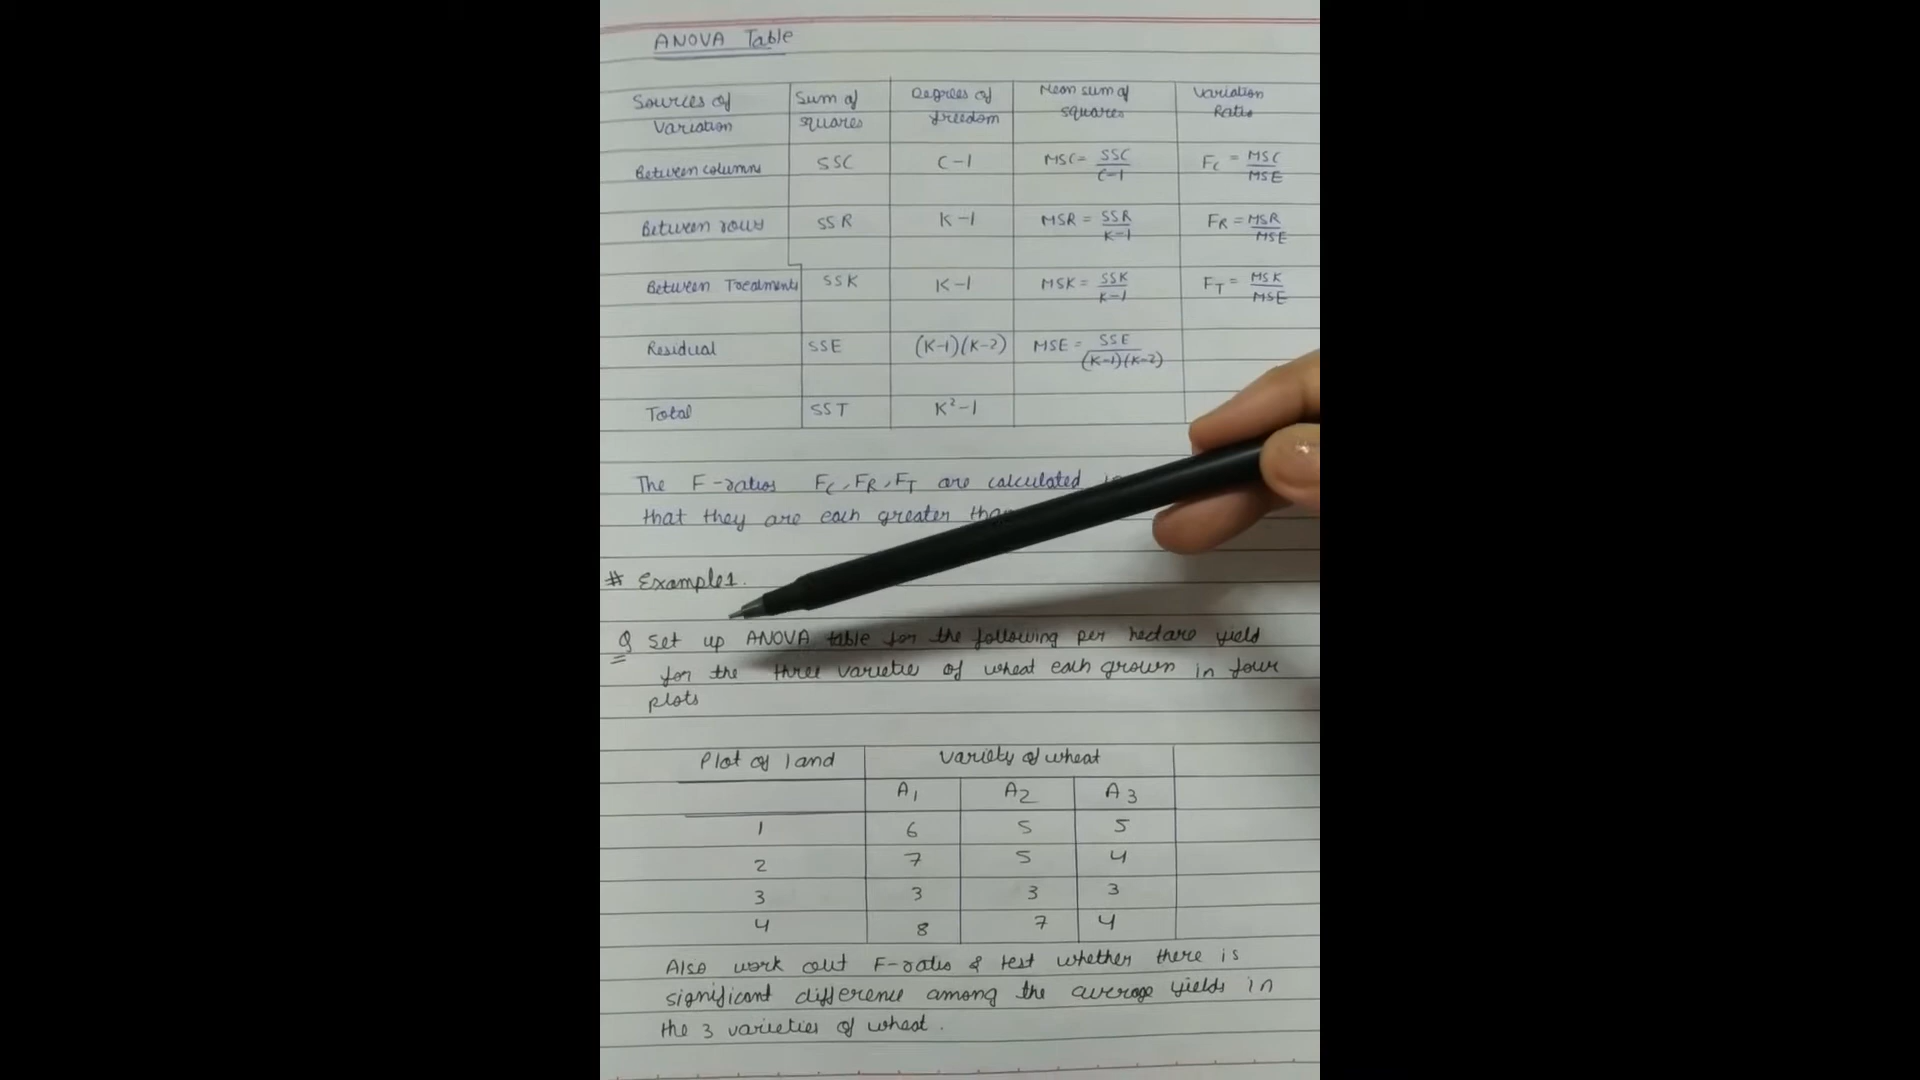 ANOVA Table
Sources of Variation | Sum of squares | Degrees of freedom | Mean sum of squares | Variation Ratio
Between columns | SSC | C-1 | MSC = SSC/C-1 | FC = MSC/MSE
Between rows | SSR | K-1 | MSR = SSR/K-1 | FR = MSR/MSE
Between Treatments | SSK | K-1 | MSK = SSK/K-1 | FT = MSK/MSE
Residual | SSE | (K-1)(K-2) | MSE = SSE/(K-1)(K-2)
Total | SST | K²-1
The F-ratios FC, FR, FT are calculated
that they are each greater than
# Example1.
Q Set up ANOVA table for the following per hectare yield
for the three varietie of wheat each grown in four
plots
Plot of land | Variety of wheat
A1 | A2 | A3
1 | 6 | 5 | 5
2 | 7 | 5 | 4
3 | 3 | 3 | 3
4 | 8 | 7 | 4
Also work out F-ratio & test whether there is
significant difference among the average yields in
the 3 varieties of wheat.